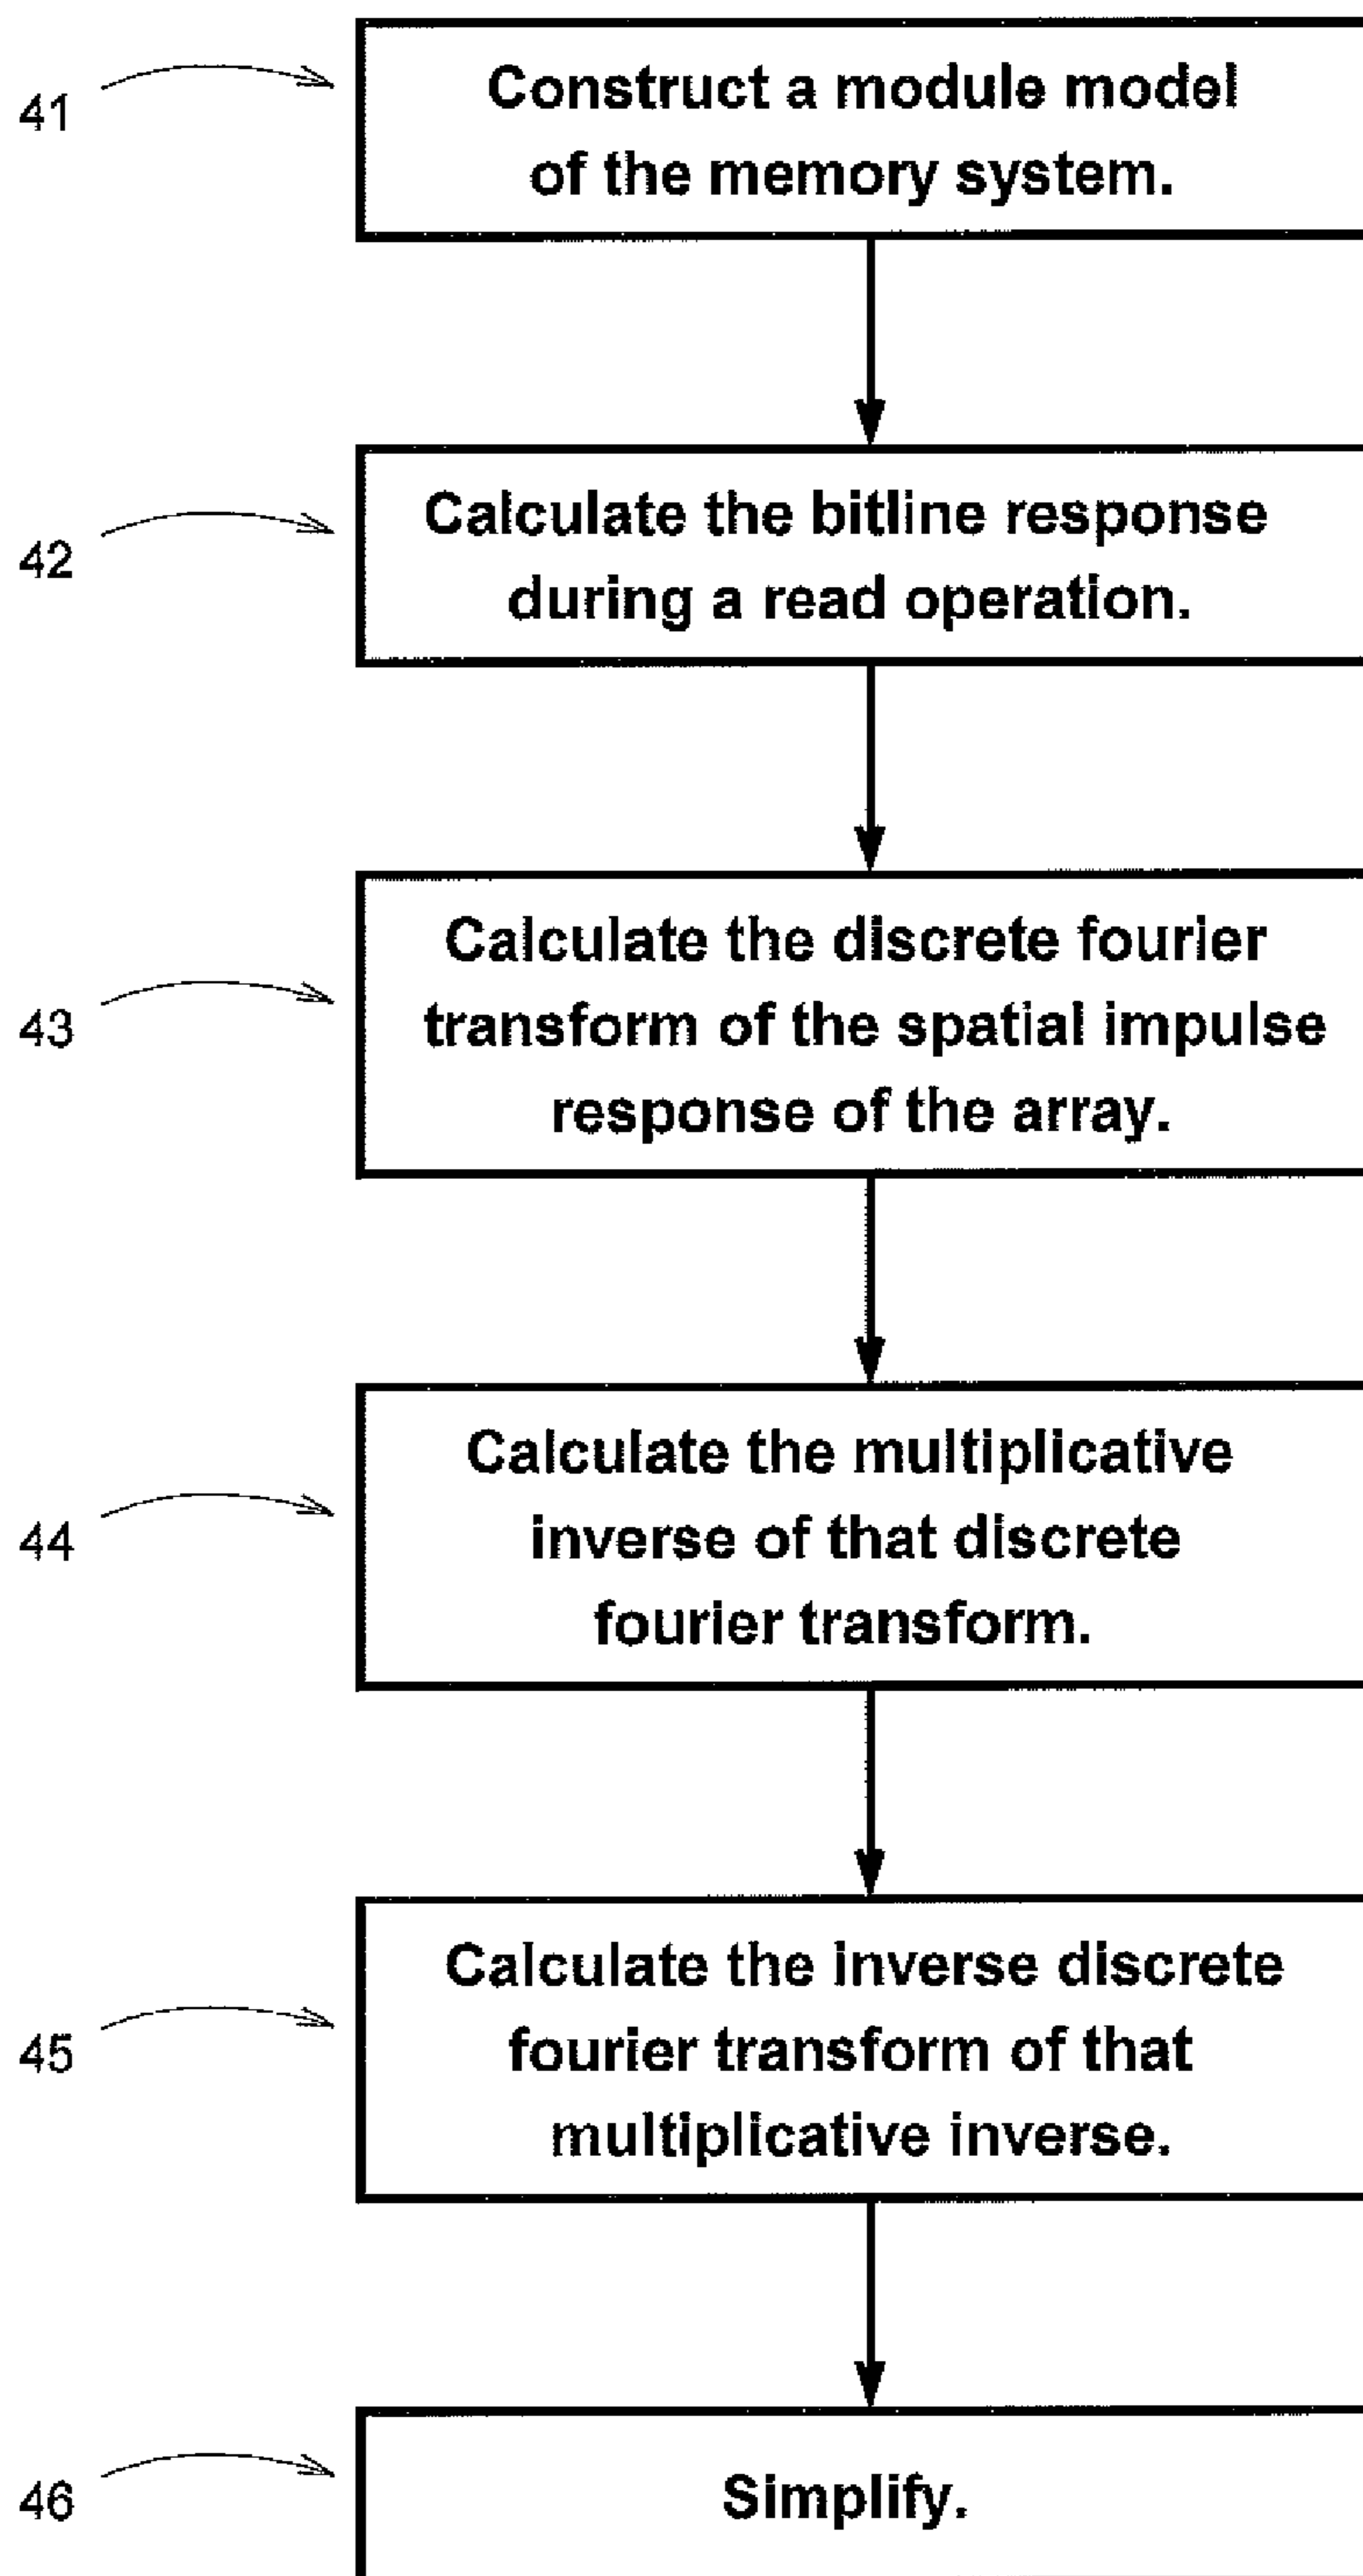 41
Construct a module model
of the memory system.
42
Calculate the bitline response
during a read operation.
43
Calculate the discrete fourier
transform of the spatial impulse
response of the array.
44
Calculate the multiplicative
inverse of that discrete
fourier transform.
45
Calculate the inverse discrete
fourier transform of that
multiplicative inverse.
46
Simplify.